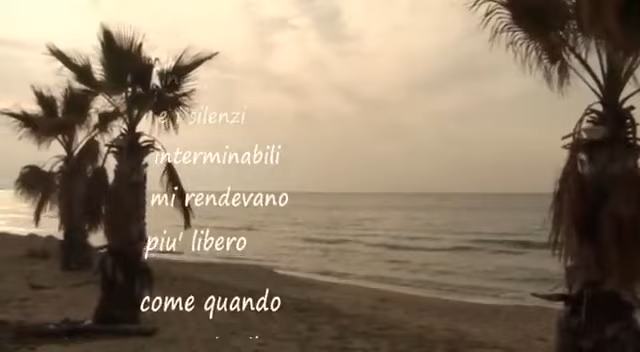 e i silenzi
interminabili
mi rendevano
piu' libero
come quando